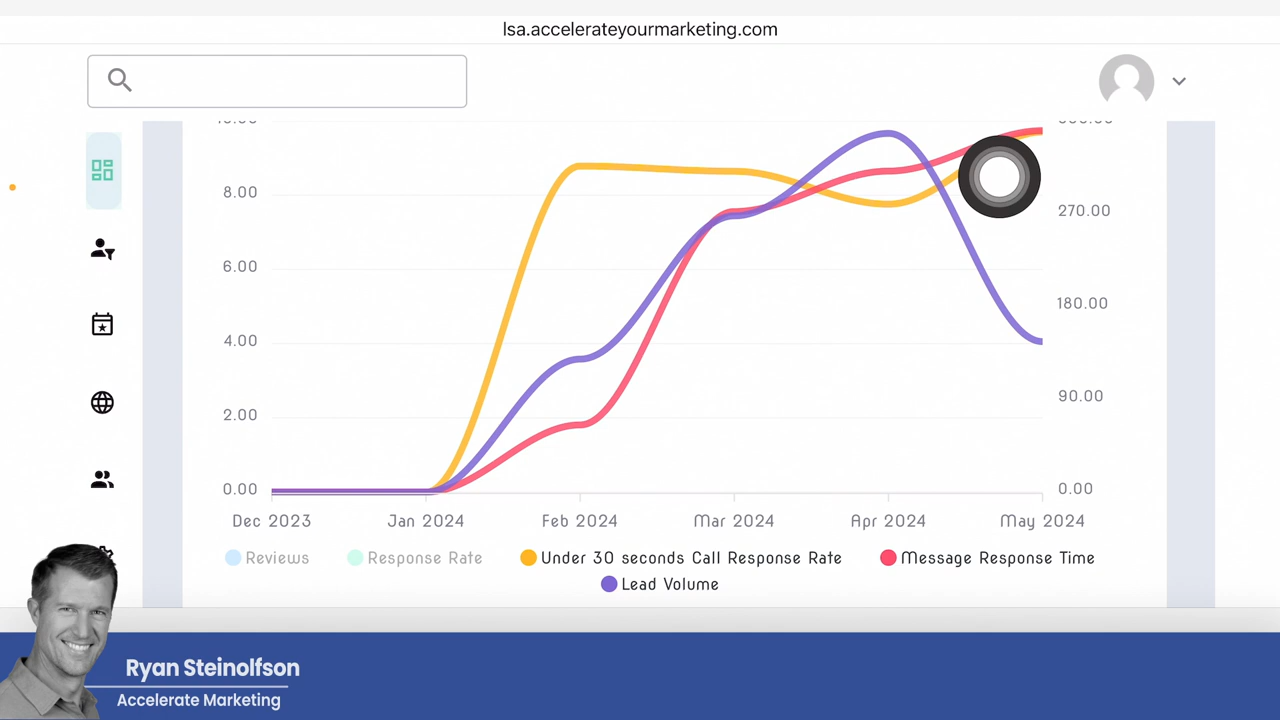 lsa.accelerateyourmarketing.com
8.00
270.00
6.00
180.00
4.00
90.00
2.00
0.00
0.00
Dec 2023 Jan 2024 Feb 2024 Mar 2024 Apr 2024 May 2024
Reviews Response Rate Under 30 seconds Call Response Rate Message Response Time
Lead Volume
Ryan Steinolfson
Accelerate Marketing